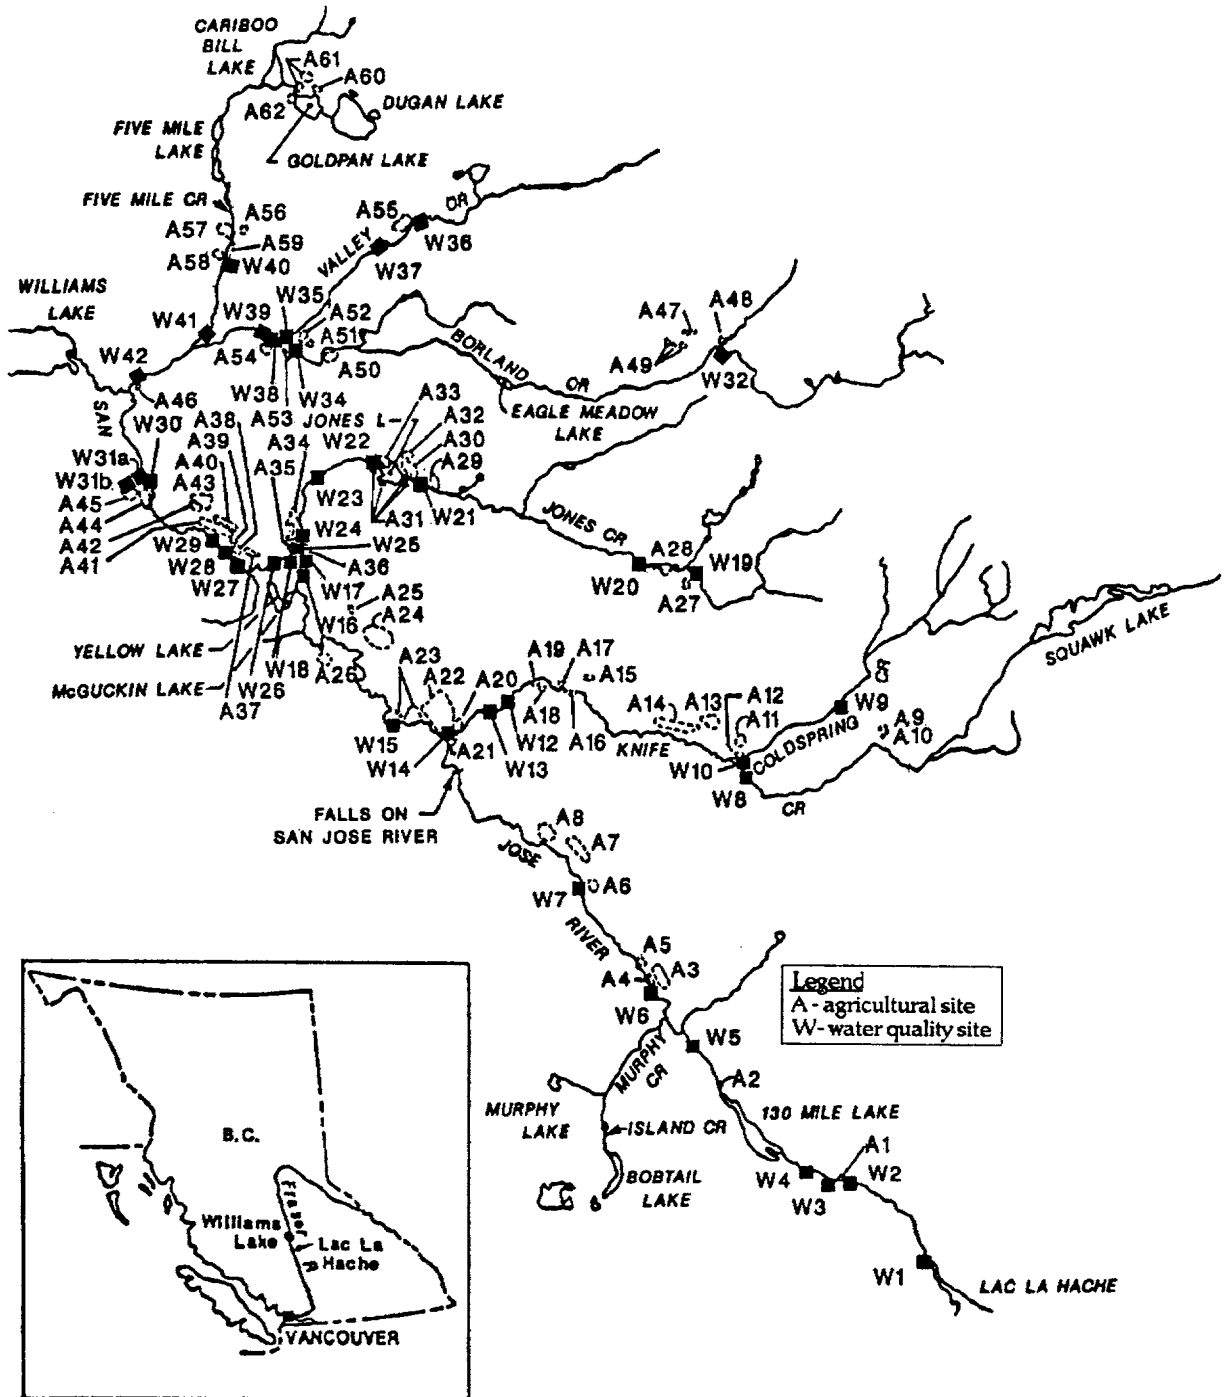 CARIBOO
BILL
LAKE
A61
A60
A62
DUGAN LAKE
FIVE MILE
LAKE
GOLDPAN LAKE
FIVE MILE CR
A56
A57
A59
A58
W40
A55
CR
W36
VALLEY
W37
WILLIAMS
LAKE
W35
W39
A52
W41
A51
A47
A48
BORLAND
CR
W42
A54
A50
A49
W32
W38
W34
A33
A46
A53
JONES L
A32
EAGLE MEADOW
LAKE
SAN
W30
A38
A34
W22
A30
A39
A35
A29
W31a
A40
W31b
A43
W23
A45
A31
W21
JONES CR
A44
W24
A42
W29
W25
A28
W19
A41
W28
A36
W20
W27
W17
A27
A25
W16
A24
YELLOW LAKE
SQUAWK LAKE
W18
A26
McGUCKIN LAKE
W26
A37
A23
A22
A20
A19
A17
A15
A18
A14
A13
A12
A11
CR
W9
A9
A10
W15
W12
A16
KNIFE
COLDSPRING
W14
A21
W13
W10
W8
CR
FALLS ON
SAN JOSE RIVER
A8
A7
JOSE
W7
A6
RIVER
A5
A4
A3
W6
Legend
A - agricultural site
W- water quality site
W5
MURPHY
CR
A2
MURPHY
LAKE
130 MILE LAKE
ISLAND CR
A1
BOBTAIL
LAKE
W4
W2
W3
W1
LAC LA HACHE
B.C.
Fraser R
Williams
Lake
Lac La
Hache
VANCOUVER